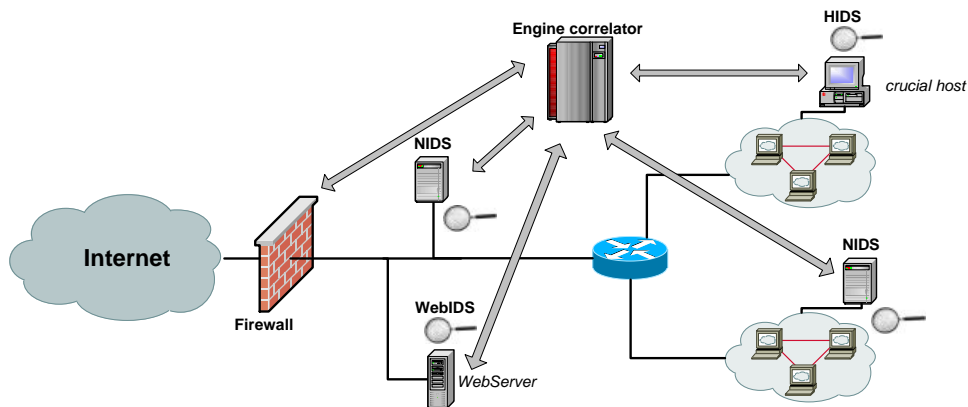 Engine correlator
HIDS
crucial host
NIDS
Internet
Firewall
NIDS
WebIDS
WebServer